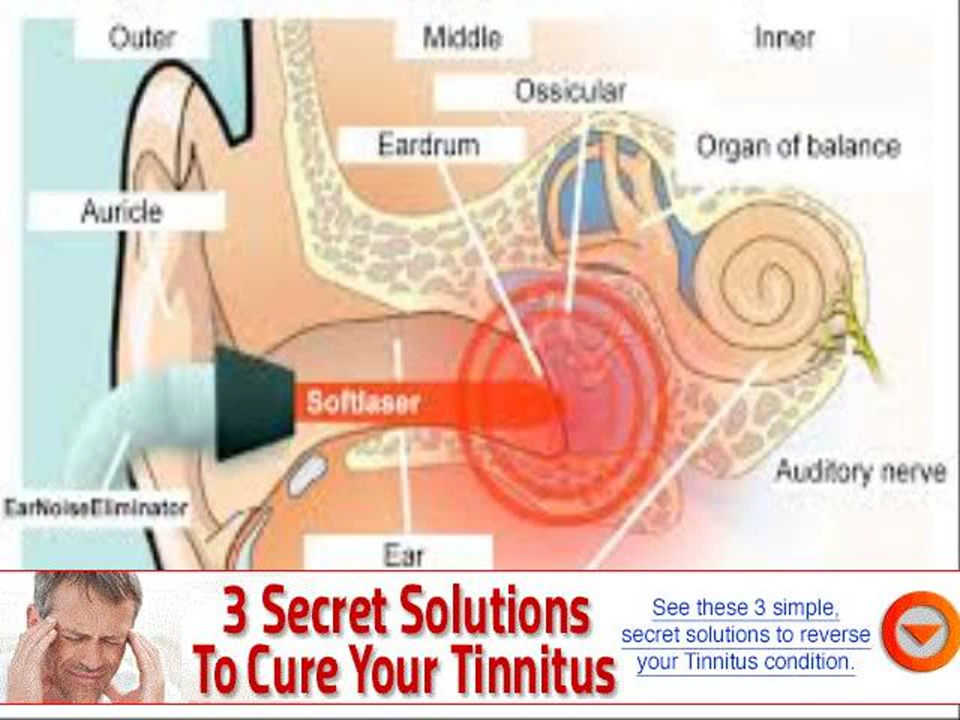 Outer
Middle
Inner
Ossicular
Eardrum
Organ of balance
Auricle
Softlaser
Auditory nerve
EarNoiseEliminator
Ear
3 Secret Solutions
To Cure Your Tinnitus
See these 3 simple,
secret solutions to reverse
your Tinnitus condition.